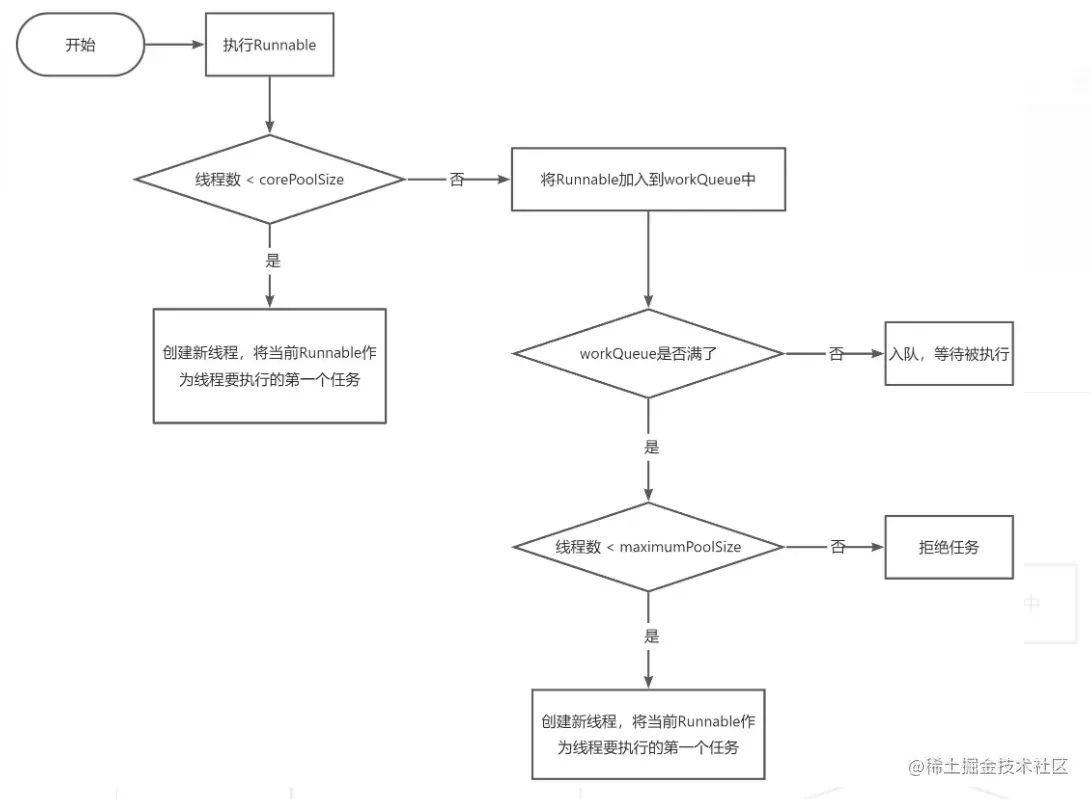 开始
执行Runnable
线程数 < corePoolSize
否
将Runnable加入到workQueue中
是
创建新线程，将当前Runnable作
为线程要执行的第一个任务
workQueue是否满了
否
入队，等待被执行
是
线程数 < maximumPoolSize
否
拒绝任务
中
是
创建新线程，将当前Runnable作
为线程要执行的第一个任务
@稀土掘金技术社区